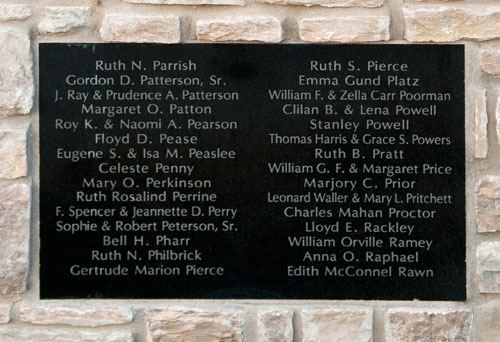 Ruth N. Parrish
Gordon D. Patterson, Sr.
J. Ray & Prudence A. Patterson
Margaret O. Patton
Roy K. & Naomi A. Pearson
Floyd D. Pease
Eugene S. & Isa M. Peaslee
Celeste Penny
Mary O. Perkinson
Ruth Rosalind Perrine
F. Spencer & Jeannette D. Perry
Sophie & Robert Peterson, Sr.
Bell H. Pharr
Ruth N. Philbrick
Gertrude Marion Pierce
Ruth S. Pierce
Emma Gund Platz
William F. & Zella Carr Poorman
Clilan B. & Lena Powell
Stanley Powell
Thomas Harris & Grace S. Powers
Ruth B. Pratt
William G. F. & Margaret Price
Marjory C. Prior
Leonard Waller & Mary L. Pritchett
Charles Mahan Proctor
Lloyd E. Rackley
William Orville Ramey
Anna O. Raphael
Edith McConnel Rawn